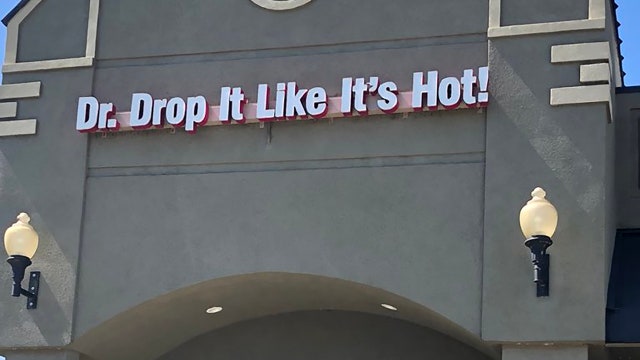 Dr. Drop It Like It's Hot!